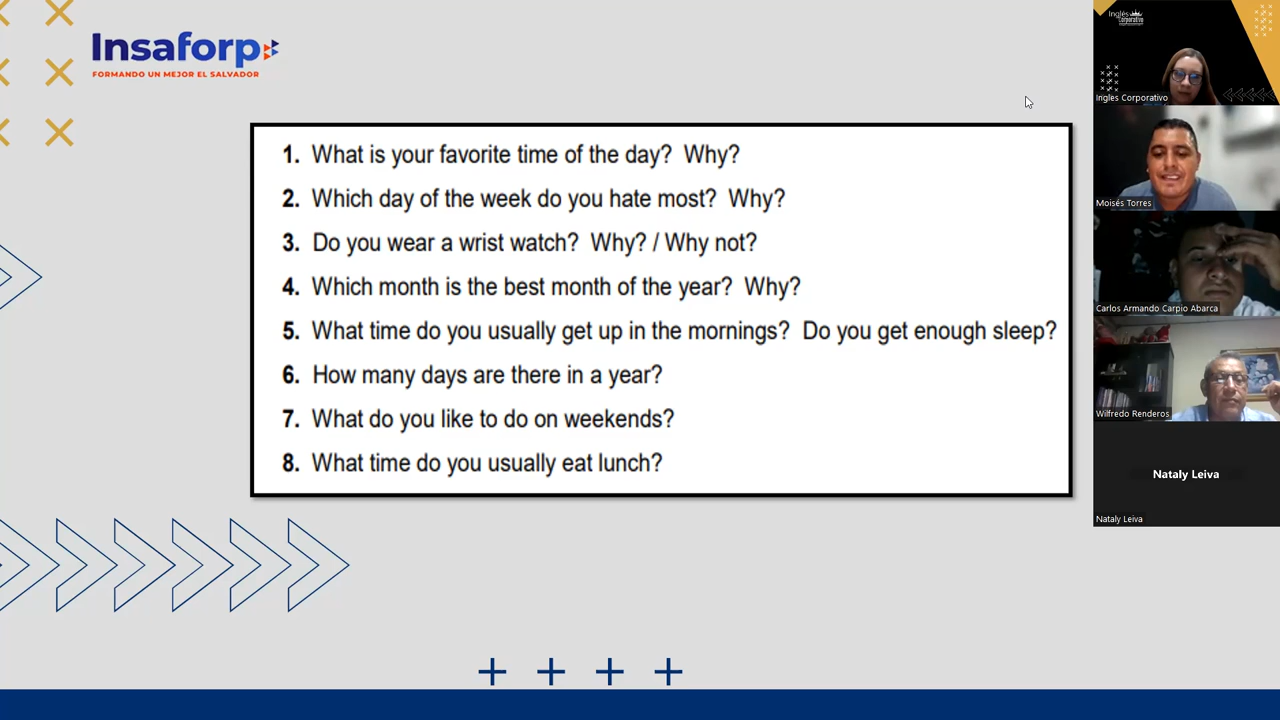 Insaforp
FORMANDO UN MEJOR EL SALVADOR
1. What is your favorite time of the day? Why?
2. Which day of the week do you hate most? Why?
3. Do you wear a wrist watch? Why? / Why not?
4. Which month is the best month of the year? Why?
5. What time do you usually get up in the mornings? Do you get enough sleep?
6. How many days are there in a year?
7. What do you like to do on weekends?
8. What time do you usually eat lunch?
Inglés
Corporativo
Ingles Corporativo
Moisés Torres
Carlos Armando Carpio Abarca
Wilfredo Renderos
Nataly Leiva
Nataly Leiva